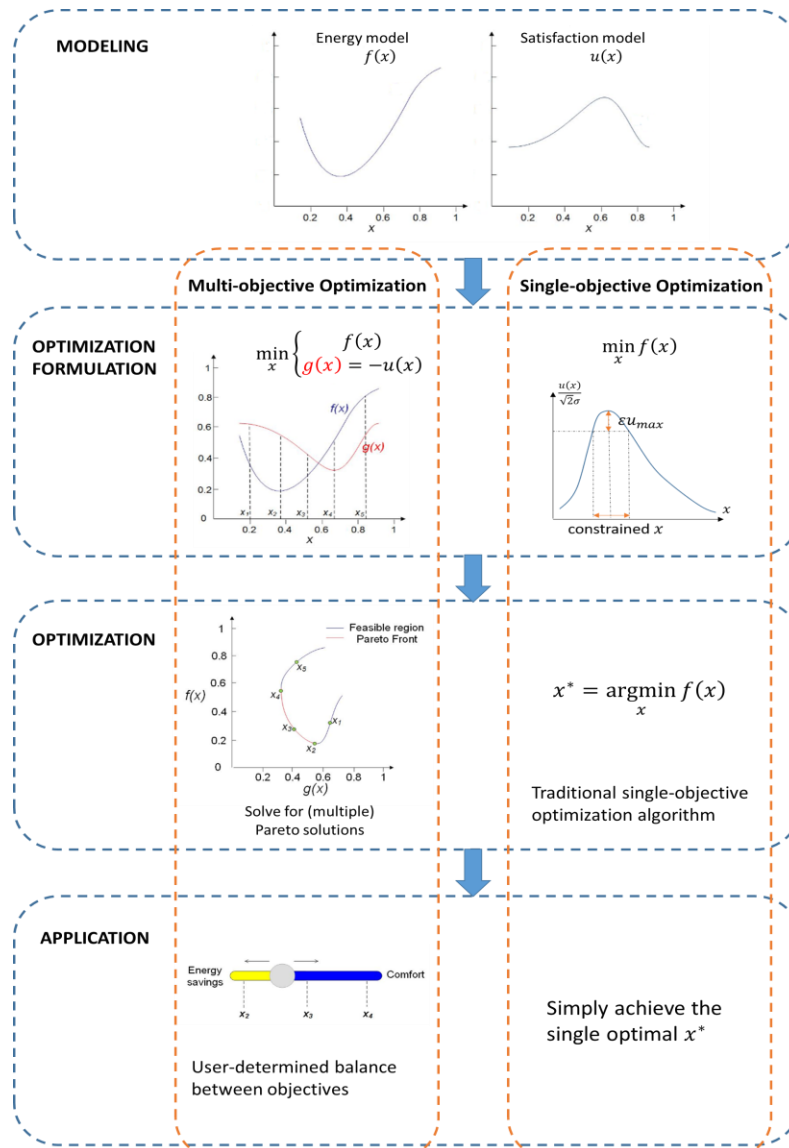 MODELING
Energy model
f(x)
Satisfaction model
u(x)
0.2 0.4 0.6 0.8 1
x
0.2 0.4 0.6 0.8 1
x
Multi-objective Optimization
Single-objective Optimization
OPTIMIZATION
FORMULATION
min x { f(x)
g(x) = −u(x)
1
0.8
0.6
0.4
0.2
0
f(x)
g(x)
x₁ x₂ x₃ x₄ x₅
0.2 0.4 0.6 0.8 1
x
min x f(x)
u(x)/√2σ
εu_max
x
constrained x
OPTIMIZATION
Feasible region
Pareto Front
1
0.8
0.6
0.4
0.2
0
f(x)
x₅
x₄
x₃
x₂
x₁
0.2 0.4 0.6 0.8 1
g(x)
Solve for (multiple)
Pareto solutions
x* = argmin x f(x)
Traditional single-objective
optimization algorithm
APPLICATION
Energy
savings
Comfort
x₂ x₃ x₄
User-determined balance
between objectives
Simply achieve the
single optimal x*